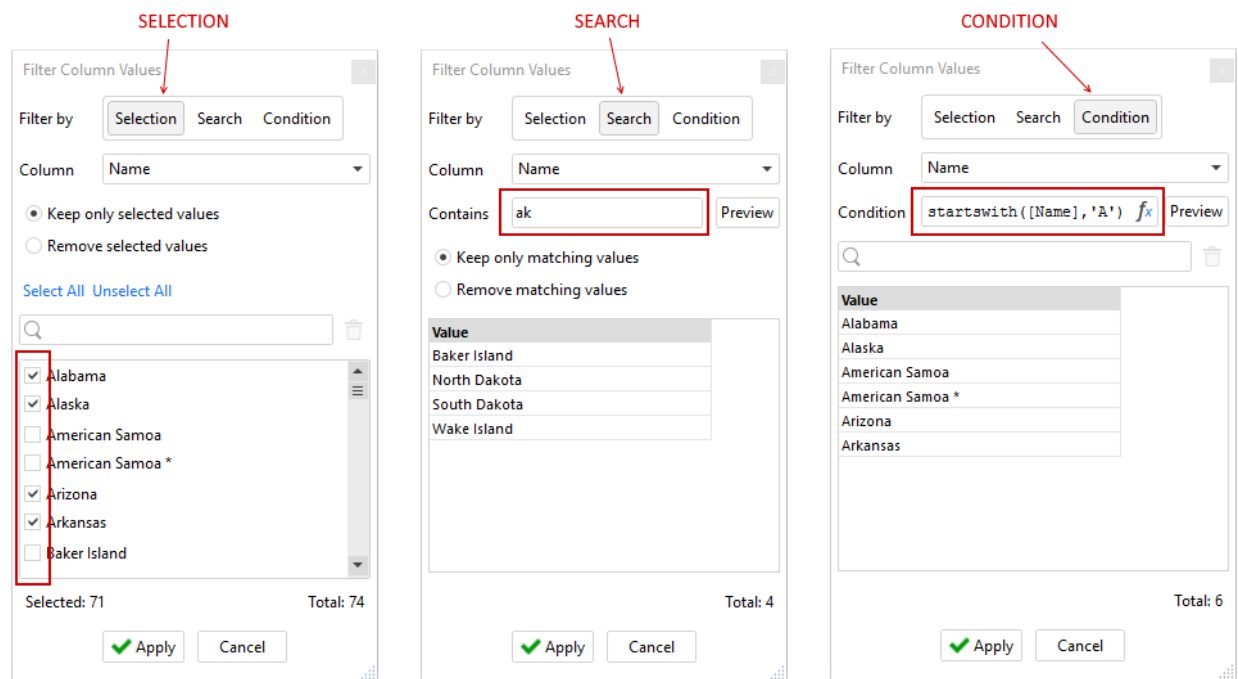 SELECTION
Filter Column Values
x
Filter by
Selection Search Condition
Column
Name
Keep only selected values
Remove selected values
Select All Unselect All
Alabama
Alaska
American Samoa
American Samoa *
Arizona
Arkansas
Baker Island
Selected: 71
Total: 74
Apply
Cancel
SEARCH
Filter Column Values
x
Filter by
Selection Search Condition
Column
Name
Contains
ak
Preview
Keep only matching values
Remove matching values
Value
Baker Island
North Dakota
South Dakota
Wake Island
Total: 4
Apply
Cancel
CONDITION
Filter Column Values
x
Filter by
Selection Search Condition
Column
Name
Condition
startswith([Name],'A') fx
Preview
Value
Alabama
Alaska
American Samoa
American Samoa *
Arizona
Arkansas
Total: 6
Apply
Cancel